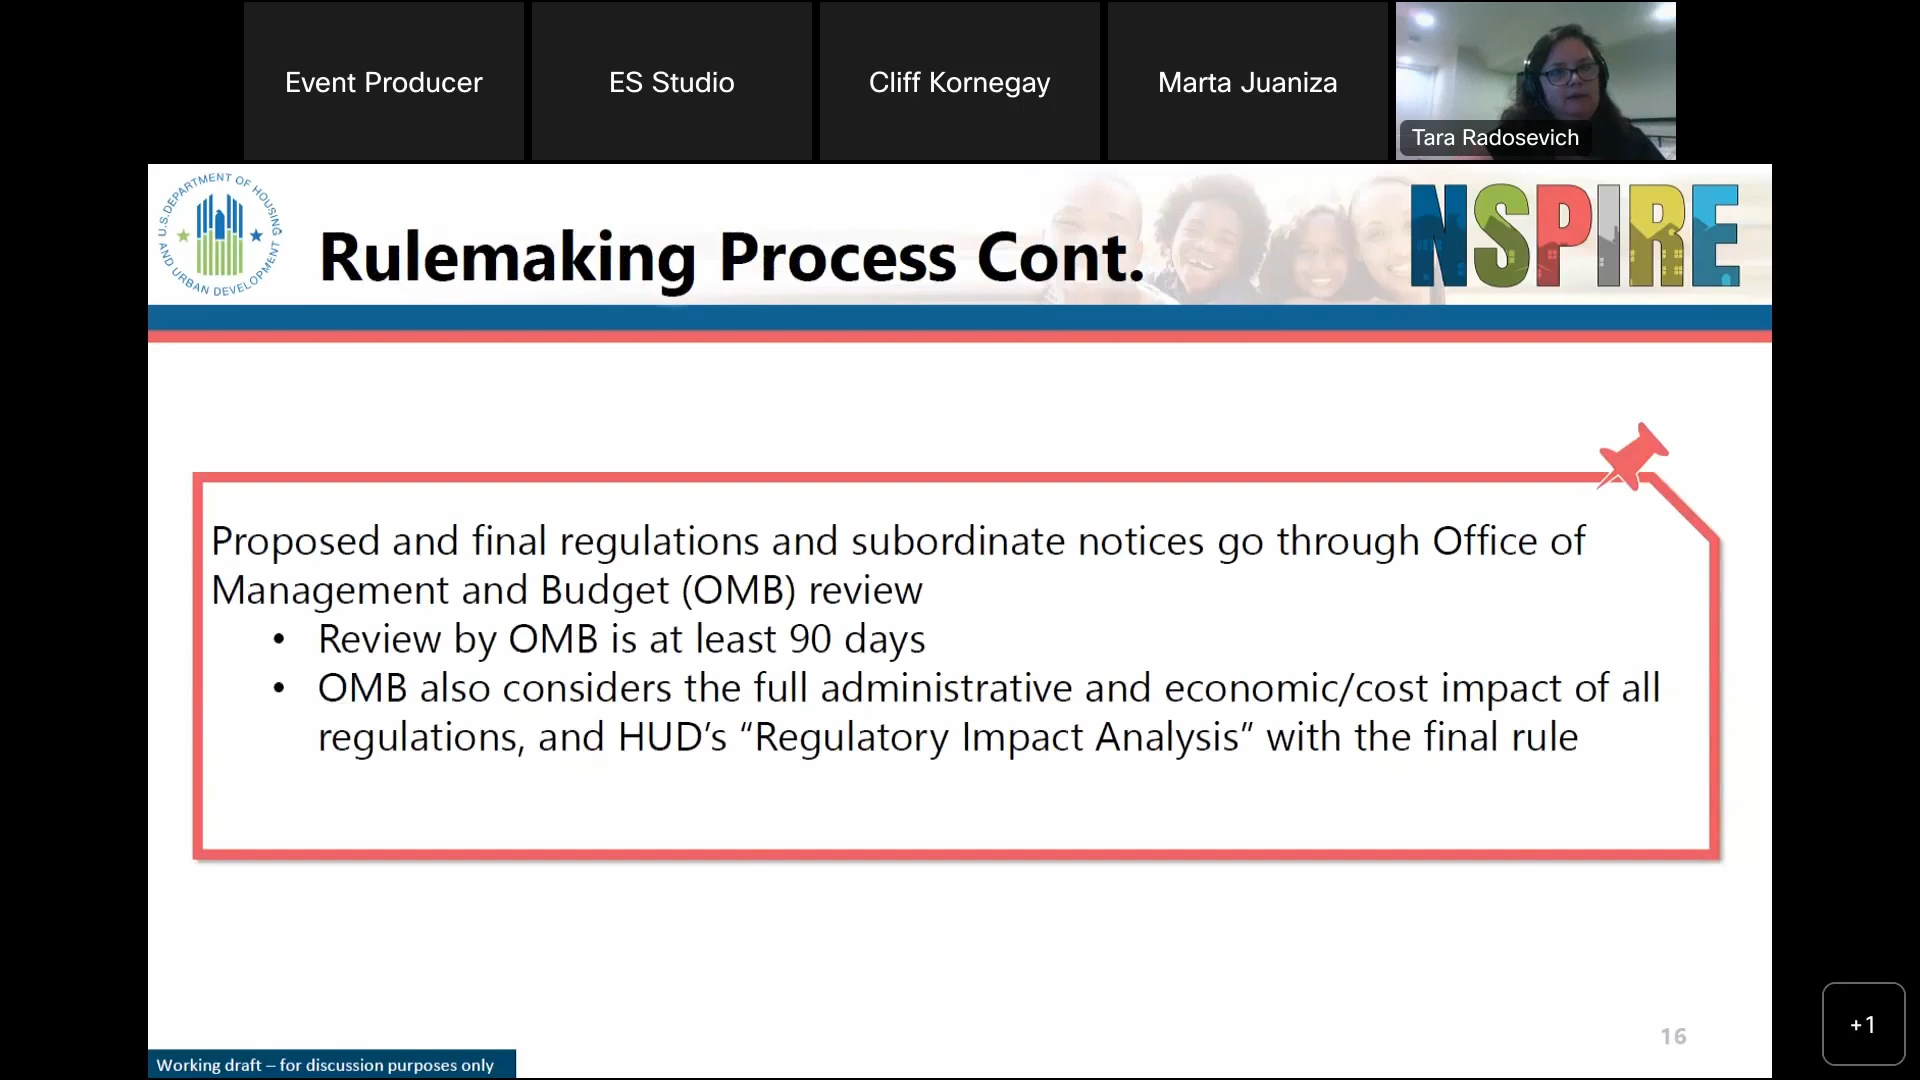 Event Producer
ES Studio
Cliff Kornegay
Marta Juaniza
Tara Radosevich
U.S. DEPARTMENT OF HOUSING
AND URBAN DEVELOPMENT
Rulemaking Process Cont.
NSPIRE
Proposed and final regulations and subordinate notices go through Office of
Management and Budget (OMB) review
• Review by OMB is at least 90 days
• OMB also considers the full administrative and economic/cost impact of all
regulations, and HUD’s “Regulatory Impact Analysis” with the final rule
16
+1
Working draft – for discussion purposes only